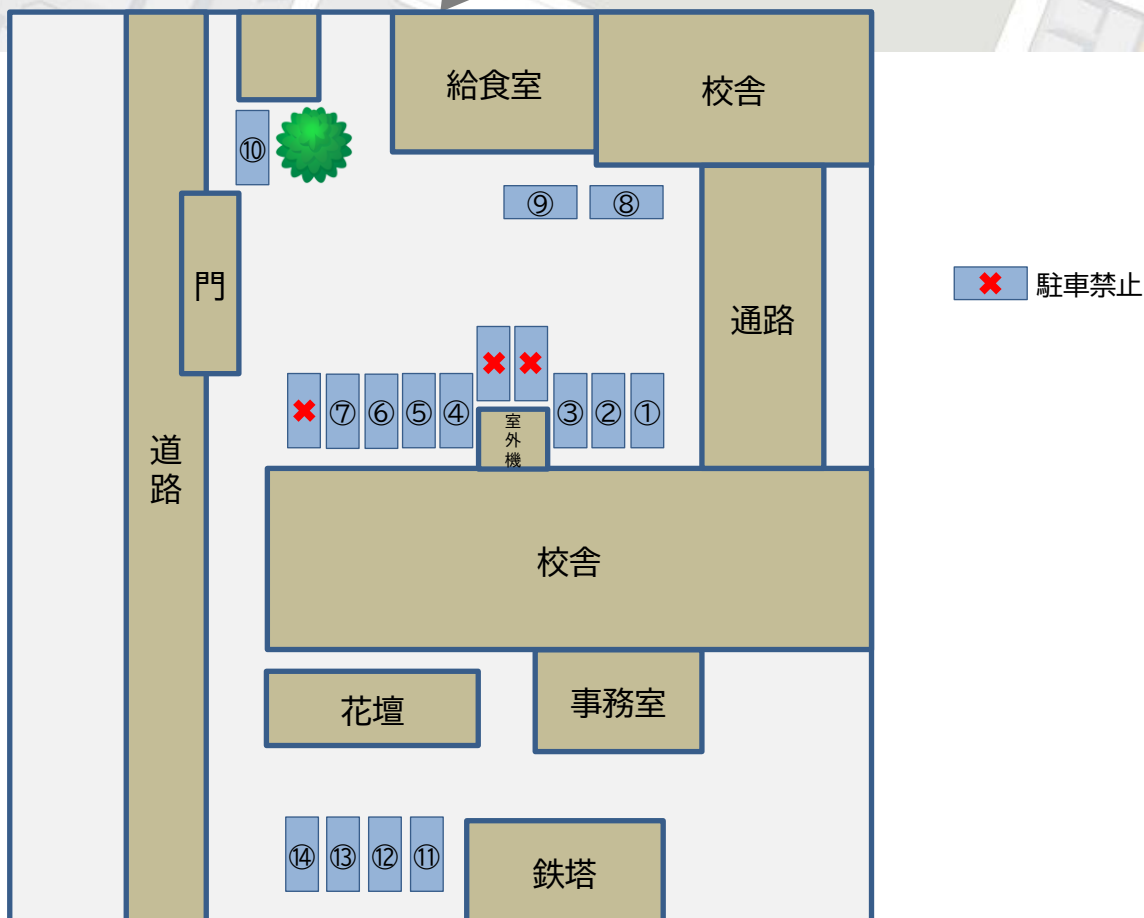 給食室
校舎
⑩
⑨
⑧
門
通路
✖ 駐車禁止
✖
✖
✖
⑦
⑥
⑤
④
③
②
①
室外機
道路
校舎
花壇
事務室
⑭
⑬
⑫
⑪
鉄塔